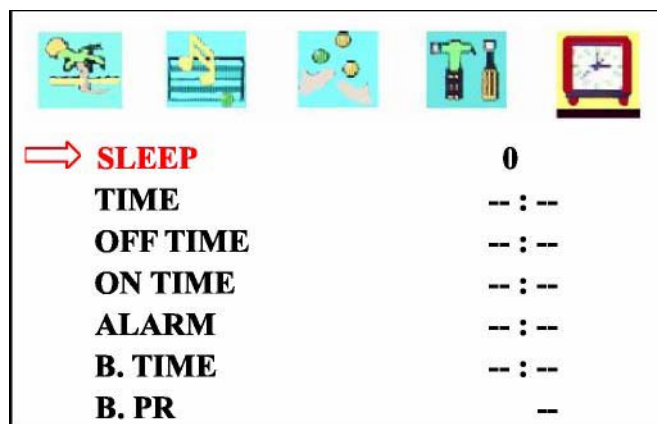 SLEEP 0
TIME -- : --
OFF TIME -- : --
ON TIME -- : --
ALARM -- : --
B. TIME -- : --
B. PR --